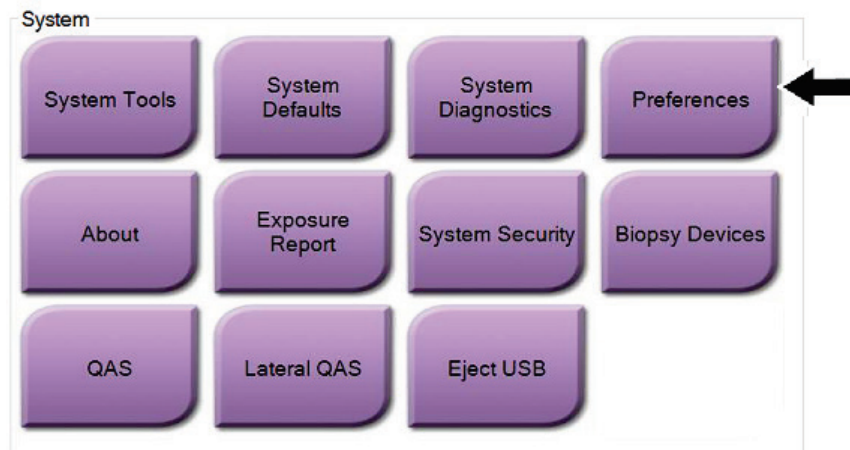 System
System Tools
System
Defaults
System
Diagnostics
Preferences
About
Exposure
Report
System Security
Biopsy Devices
QAS
Lateral QAS
Eject USB